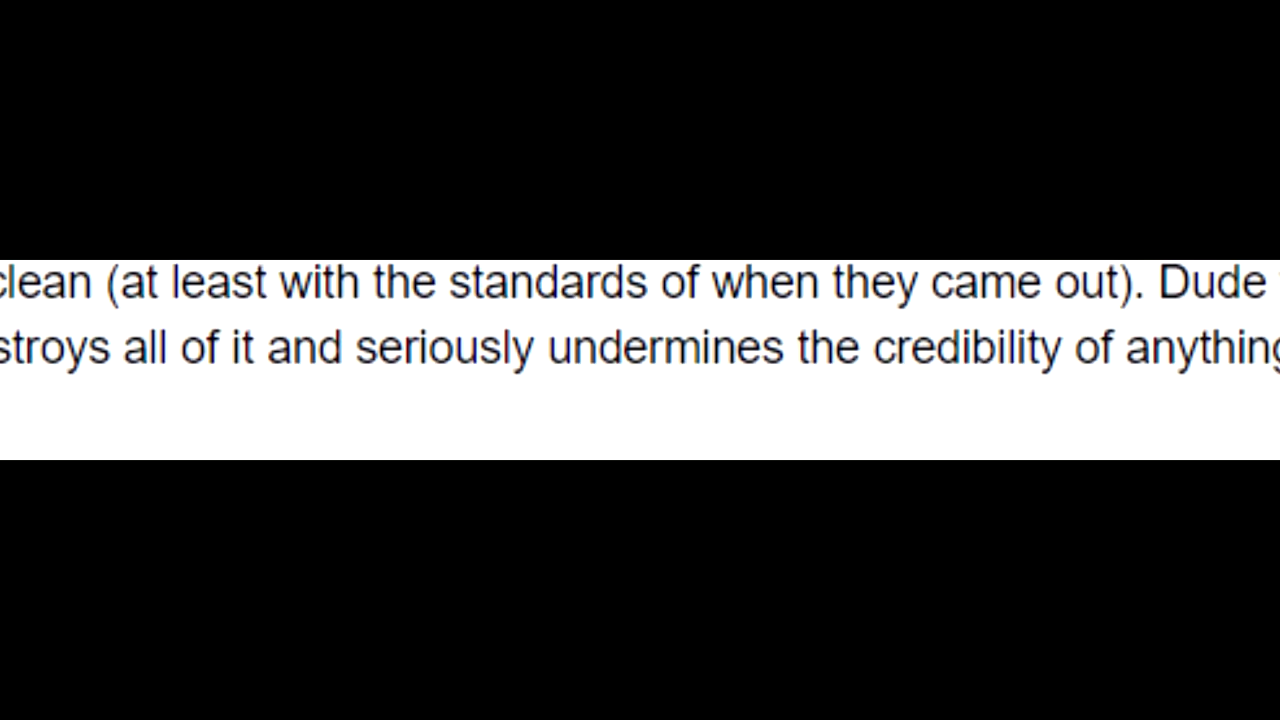 clean (at least with the standards of when they came out). Dude
stroys all of it and seriously undermines the credibility of anything